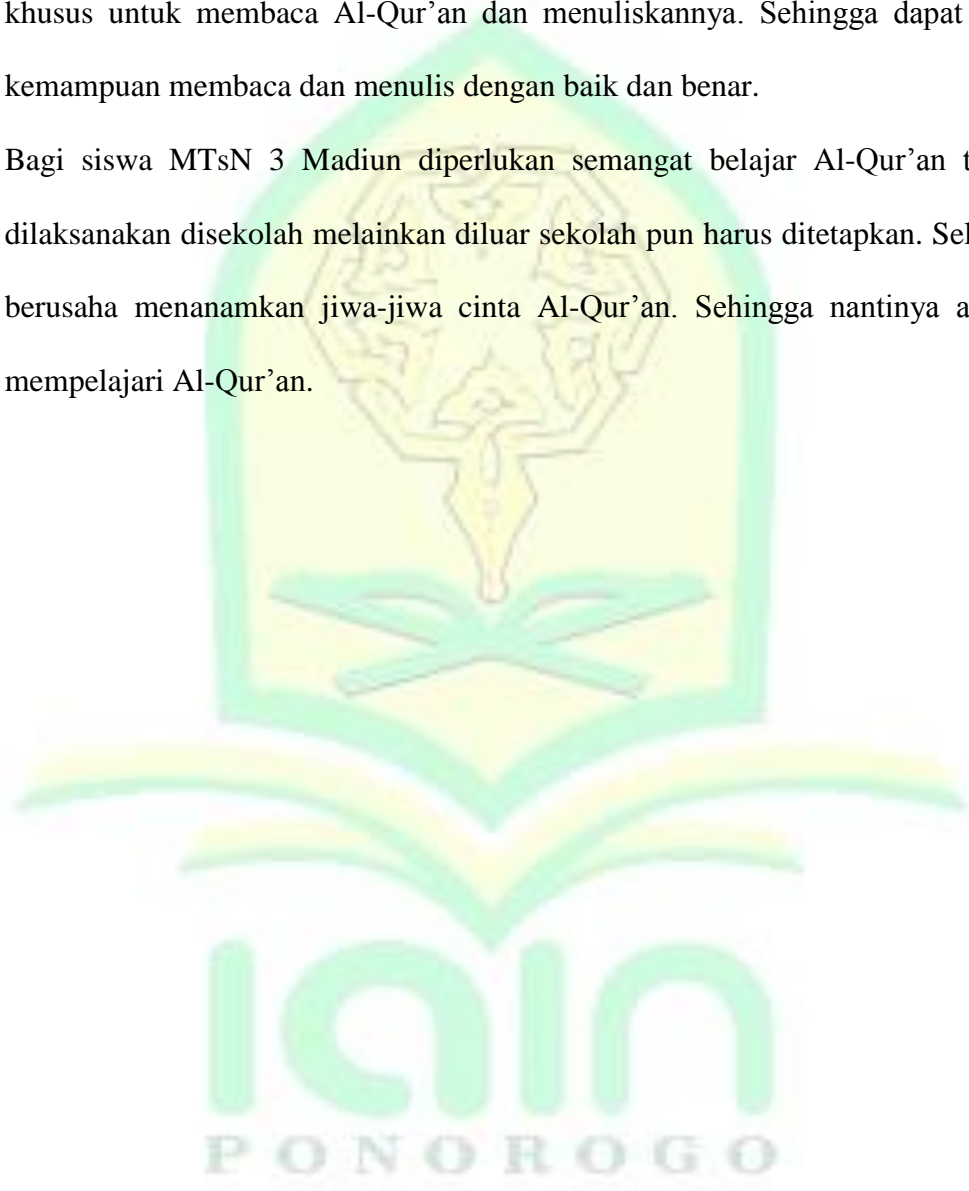 khusus untuk membaca Al-Qur’an dan menuliskannya. Sehingga dapat
kemampuan membaca dan menulis dengan baik dan benar.
Bagi siswa MTsN 3 Madiun diperlukan semangat belajar Al-Qur’an
dilaksanakan disekolah melainkan diluar sekolah pun harus ditetapkan.
berusaha menanamkan jiwa-jiwa cinta Al-Qur’an. Sehingga nantinya
mempelajari Al-Qur’an.
iain
PONOROGO